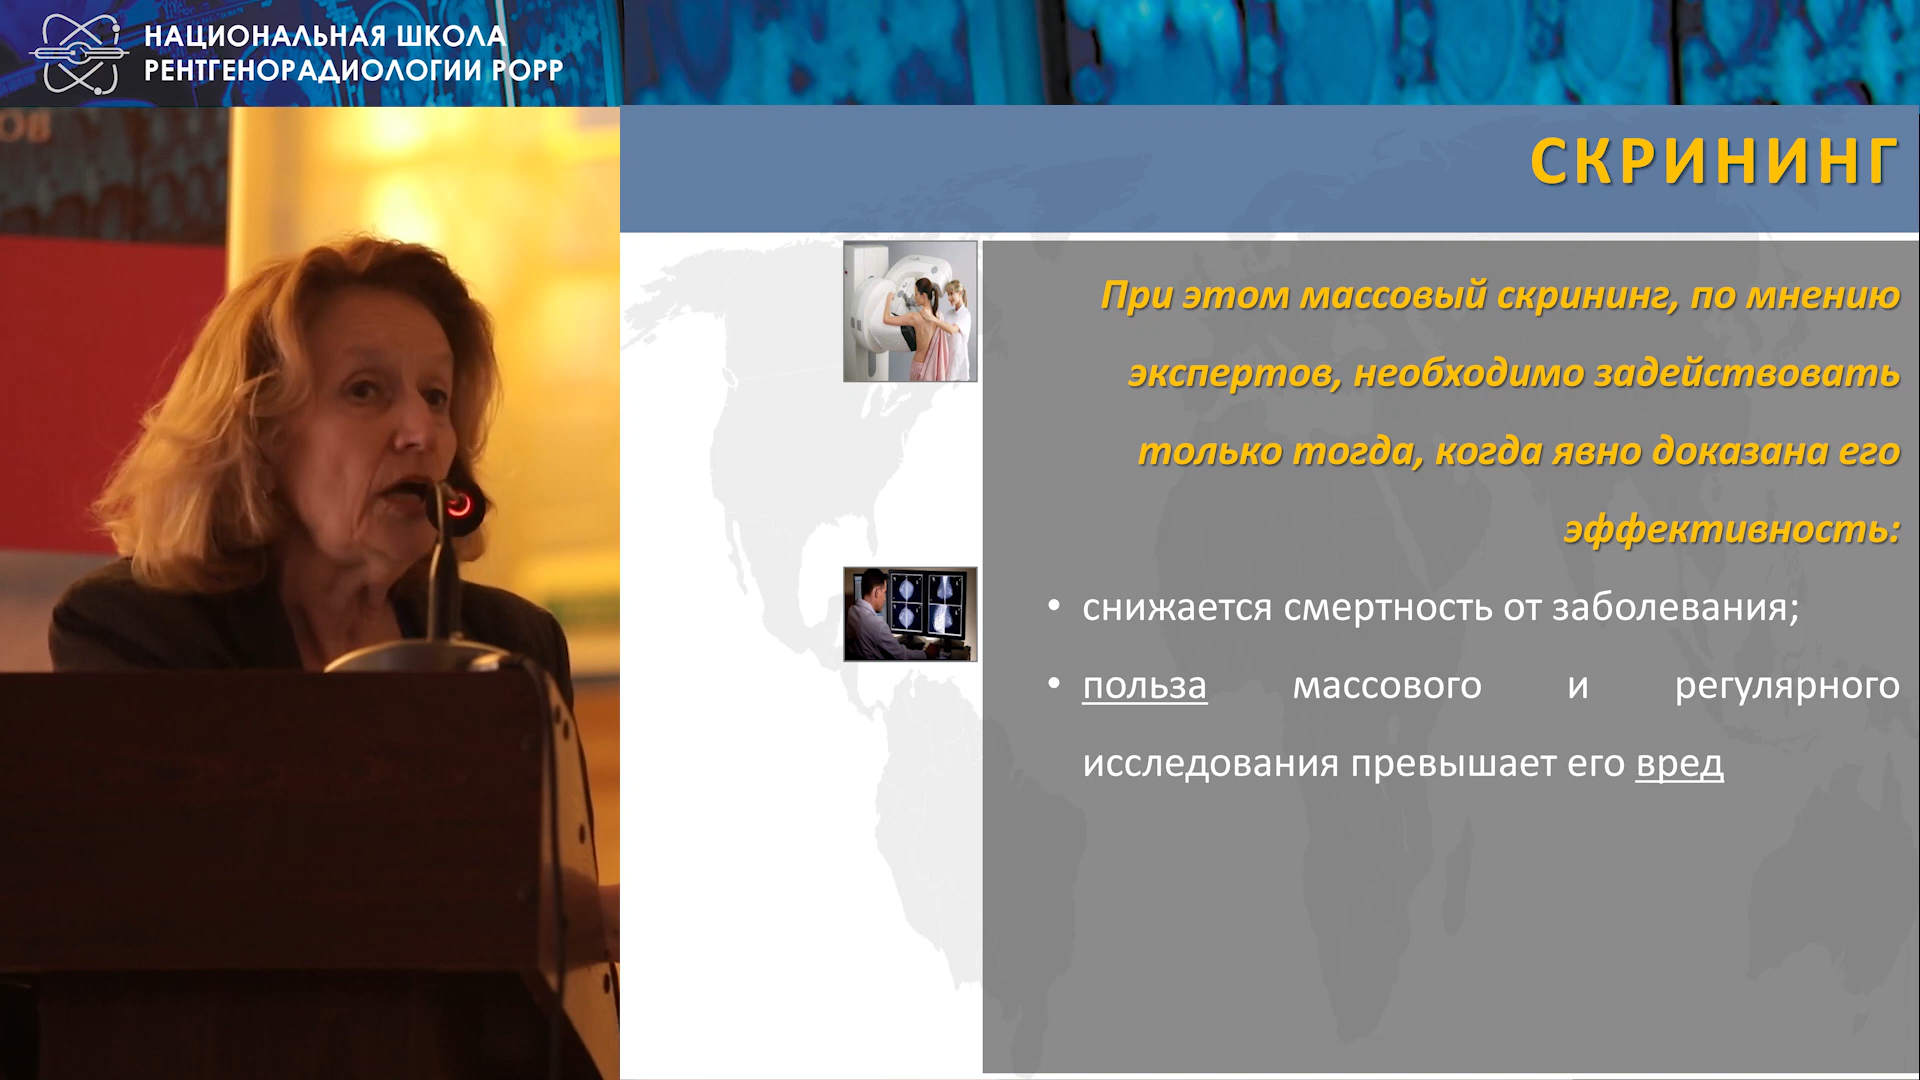 НАЦИОНАЛЬНАЯ ШКОЛА
РЕНТГЕНОРАДИОЛОГИИ РОРР
ОВ
СКРИНИНГ
При этом массовый скрининг, по мнению
экспертов, необходимо задействовать
только тогда, когда явно доказана его
эффективность:
• снижается смертность от заболевания;
• польза массового и регулярного
исследования превышает его вред